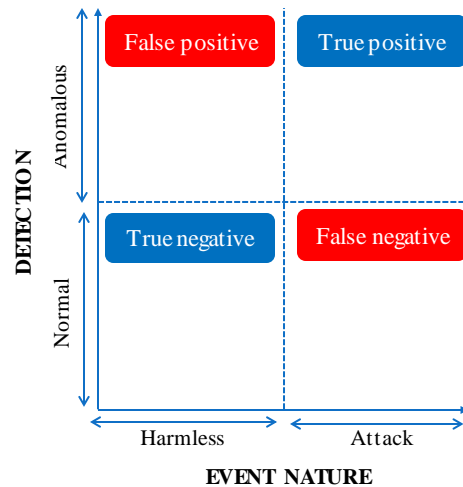 False positive
True positive
Anomalous
DETECTION
True negative
False negative
Normal
Harmless
Attack
EVENT NATURE